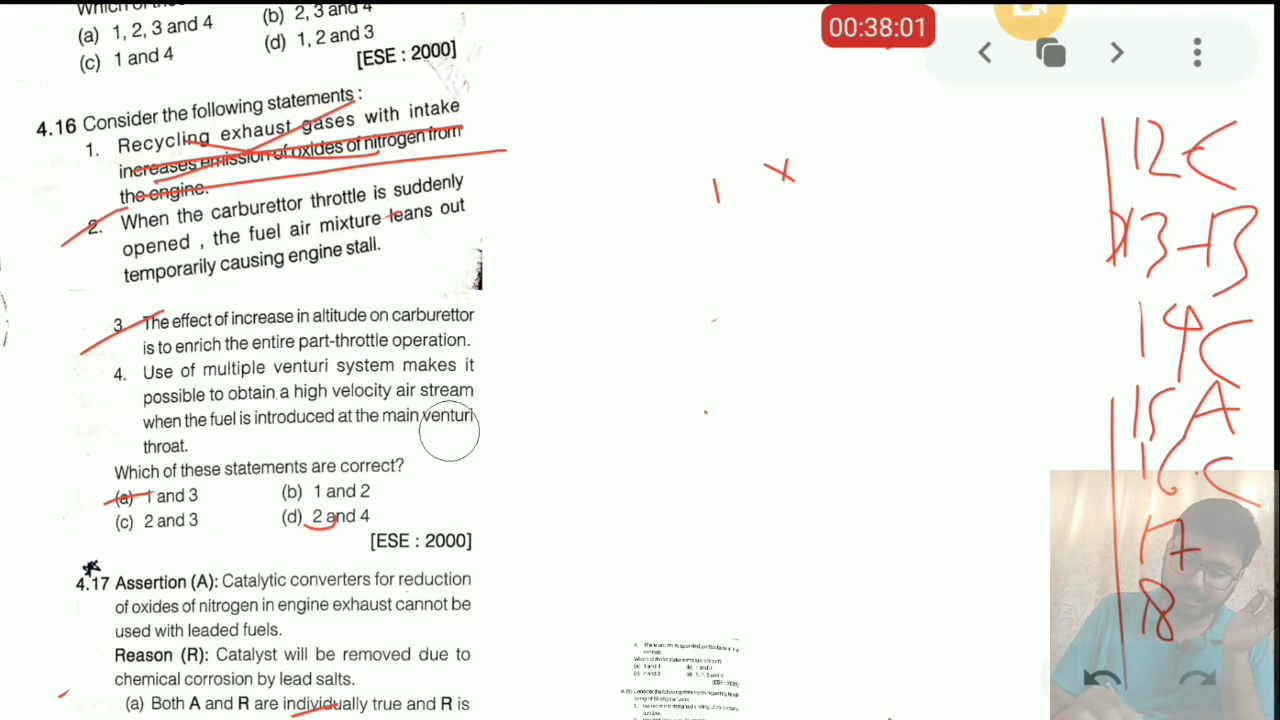 (a) 1, 2, 3 and 4
(b) 2, 3 and 4
(c) 1 and 4
(d) 1, 2 and 3
[ESE : 2000]
4.16 Consider the following statements :
1. Recycling exhaust gases with intake
increases emission of oxides of nitrogen from
the engine.
2. When the carburettor throttle is suddenly
opened , the fuel air mixture leans out
temporarily causing engine stall.
3. The effect of increase in altitude on carburettor
is to enrich the entire part-throttle operation.
4. Use of multiple venturi system makes it
possible to obtain a high velocity air stream
when the fuel is introduced at the main venturi
throat.
Which of these statements are correct?
(a) 1 and 3
(b) 1 and 2
(c) 2 and 3
(d) 2 and 4
[ESE : 2000]
4.17 Assertion (A): Catalytic converters for reduction
of oxides of nitrogen in engine exhaust cannot be
used with leaded fuels.
Reason (R): Catalyst will be removed due to
chemical corrosion by lead salts.
(a) Both A and R are individually true and R is
00:38:01
1 x
12 C
13-B
14 C
15 A
16. C
17
18